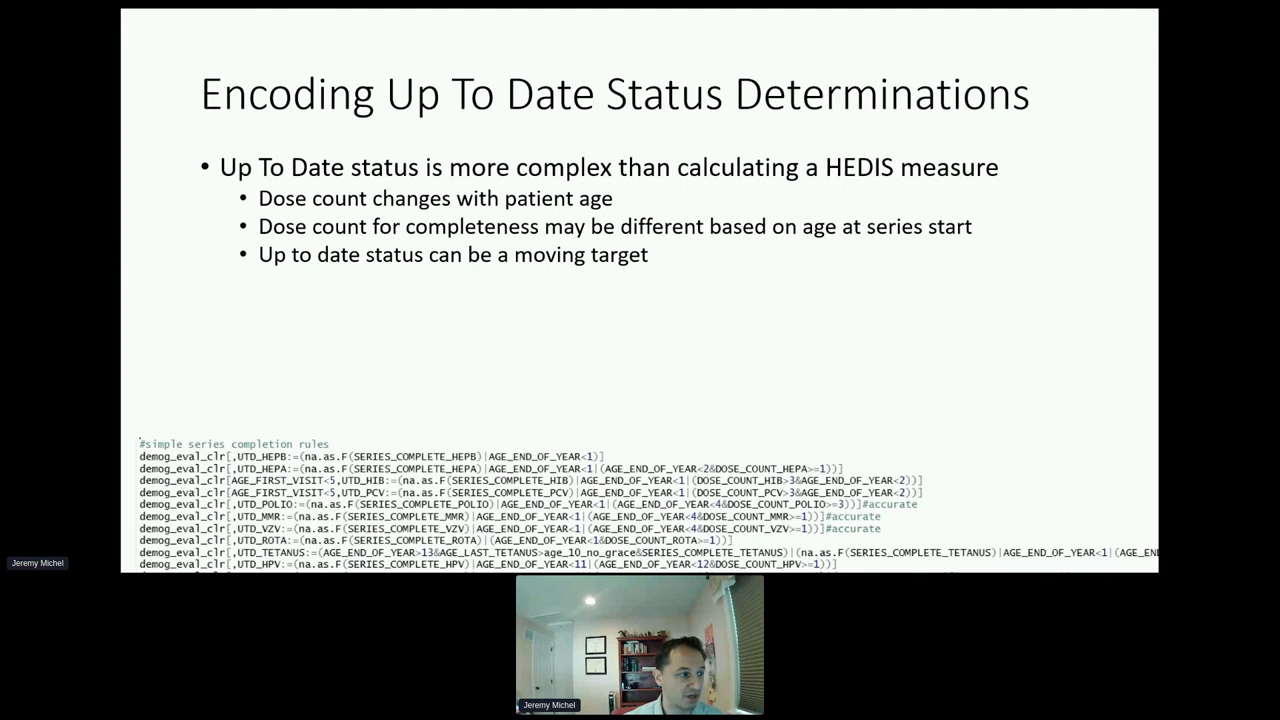 Encoding Up To Date Status Determinations
• Up To Date status is more complex than calculating a HEDIS measure
• Dose count changes with patient age
• Dose count for completeness may be different based on age at series start
• Up to date status can be a moving target
#simple series completion rules
demog_eval_clr[,UTD_HEPB:=(na.as.F(SERIES_COMPLETE_HEPB)|AGE_END_OF_YEAR<1)]
demog_eval_clr[,UTD_HEPA:=(na.as.F(SERIES_COMPLETE_HEPA)|AGE_END_OF_YEAR<1|(AGE_END_OF_YEAR<2&DOSE_COUNT_HEPA>=1))]
demog_eval_clr[AGE_FIRST_VISIT<5,UTD_HIB:=(na.as.F(SERIES_COMPLETE_HIB)|AGE_END_OF_YEAR<1|(DOSE_COUNT_HIB>3&AGE_END_OF_YEAR<2))]
demog_eval_clr[AGE_FIRST_VISIT<5,UTD_PCV:=(na.as.F(SERIES_COMPLETE_PCV)|AGE_END_OF_YEAR<1|(DOSE_COUNT_PCV>3&AGE_END_OF_YEAR<2))]
demog_eval_clr[,UTD_POLIO:=(na.as.F(SERIES_COMPLETE_POLIO)|AGE_END_OF_YEAR<1|(AGE_END_OF_YEAR<4&DOSE_COUNT_POLIO>=3))]#accurate
demog_eval_clr[,UTD_MMR:=(na.as.F(SERIES_COMPLETE_MMR)|AGE_END_OF_YEAR<1|(AGE_END_OF_YEAR<4&DOSE_COUNT_MMR>=1))]#accurate
demog_eval_clr[,UTD_VZV:=(na.as.F(SERIES_COMPLETE_VZV)|AGE_END_OF_YEAR<1|(AGE_END_OF_YEAR<4&DOSE_COUNT_VZV>=1))]#accurate
demog_eval_clr[,UTD_ROTA:=(na.as.F(SERIES_COMPLETE_ROTA)|(AGE_END_OF_YEAR<1&DOSE_COUNT_ROTA>=1))]
demog_eval_clr[,UTD_TETANUS:=(AGE_END_OF_YEAR>13&AGE_LAST_TETANUS>age_10_no_grace&SERIES_COMPLETE_TETANUS)|(na.as.F(SERIES_COMPLETE_TETANUS)|AGE_END_OF_YEAR<1|(AGE_EN
demog_eval_clr[,UTD_HPV:=(na.as.F(SERIES_COMPLETE_HPV)|AGE_END_OF_YEAR<11|(AGE_END_OF_YEAR<12&DOSE_COUNT_HPV>=1))]
Jeremy Michel
Jeremy Michel